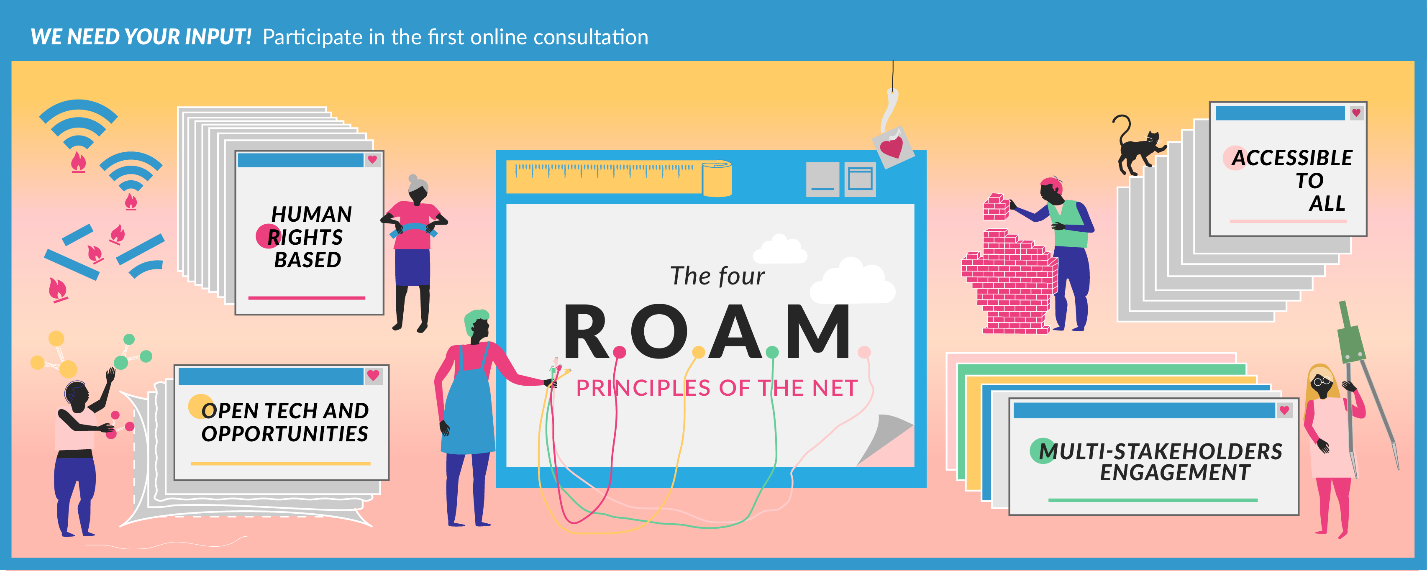 WE NEED YOUR INPUT! Participate in the first online consultation
HUMAN
RIGHTS
BASED
OPEN TECH AND
OPPORTUNITIES
The four
R.O.A.M.
PRINCIPLES OF THE NET
ACCESSIBLE
TO
ALL
MULTI-STAKEHOLDERS
ENGAGEMENT